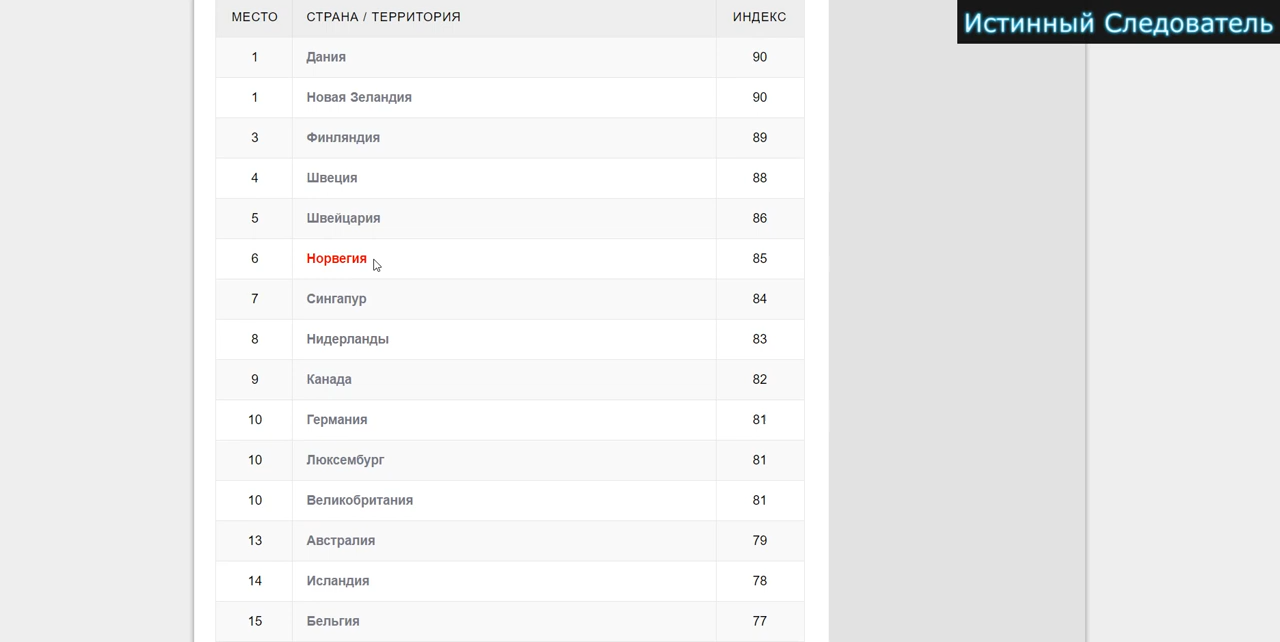 Истинный Следователь
МЕСТО СТРАНА / ТЕРРИТОРИЯ ИНДЕКС
1 Дания 90
1 Новая Зеландия 90
3 Финляндия 89
4 Швеция 88
5 Швейцария 86
6 Норвегия 85
7 Сингапур 84
8 Нидерланды 83
9 Канада 82
10 Германия 81
10 Люксембург 81
10 Великобритания 81
13 Австралия 79
14 Исландия 78
15 Бельгия 77